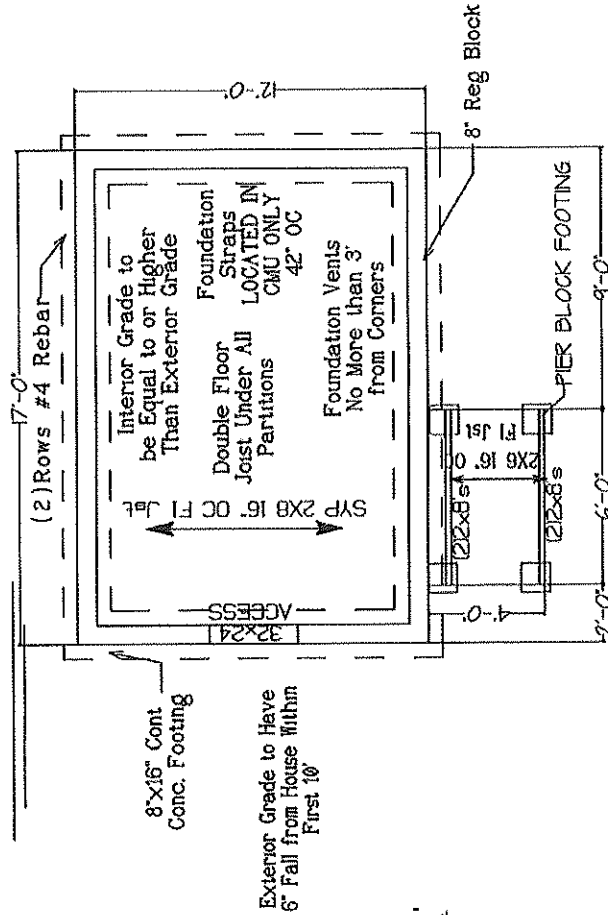 17'-0"
(2)Rows #4 Rebar
12'-0"
8"x16" Cont
Conc. Footing
Interior Grade to
be Equal to or Higher
Than Exterior Grade
Foundation
Straps
LOCATED IN
CMU ONLY
42" OC
Double Floor
Joist Under All
Partitions
Foundation Vents
No More than 3'
from Corners
SYP 2X8 16" OC Fl Jst
32x24
ACCESS
8" Reg Block
Exterior Grade to Have
6" Fall from House Within
First 10'
(2)2x8's
2X6 16" OC
Fl Jst
(2)2x8's
4'-0"
PIER BLOCK FOOTING
2'-0"
6'-0"
9'-0"